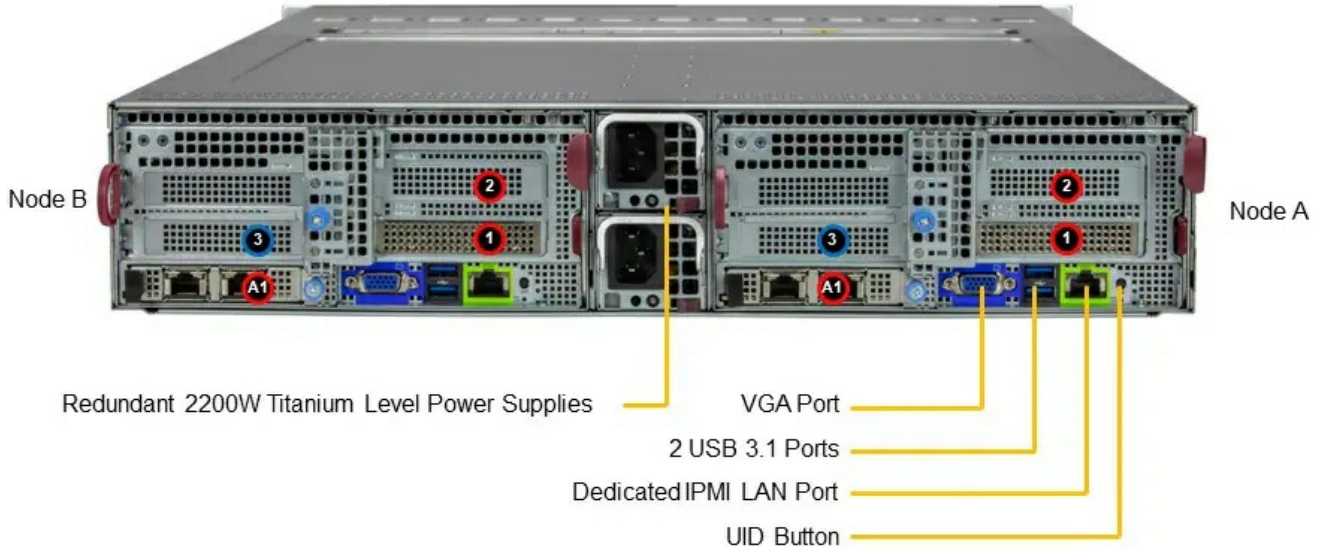 2
2
Node B
Node A
3
1
3
1
A1
A1
Redundant 2200W Titanium Level Power Supplies
VGA Port
2 USB 3.1 Ports
Dedicated IPMI LAN Port
UID Button